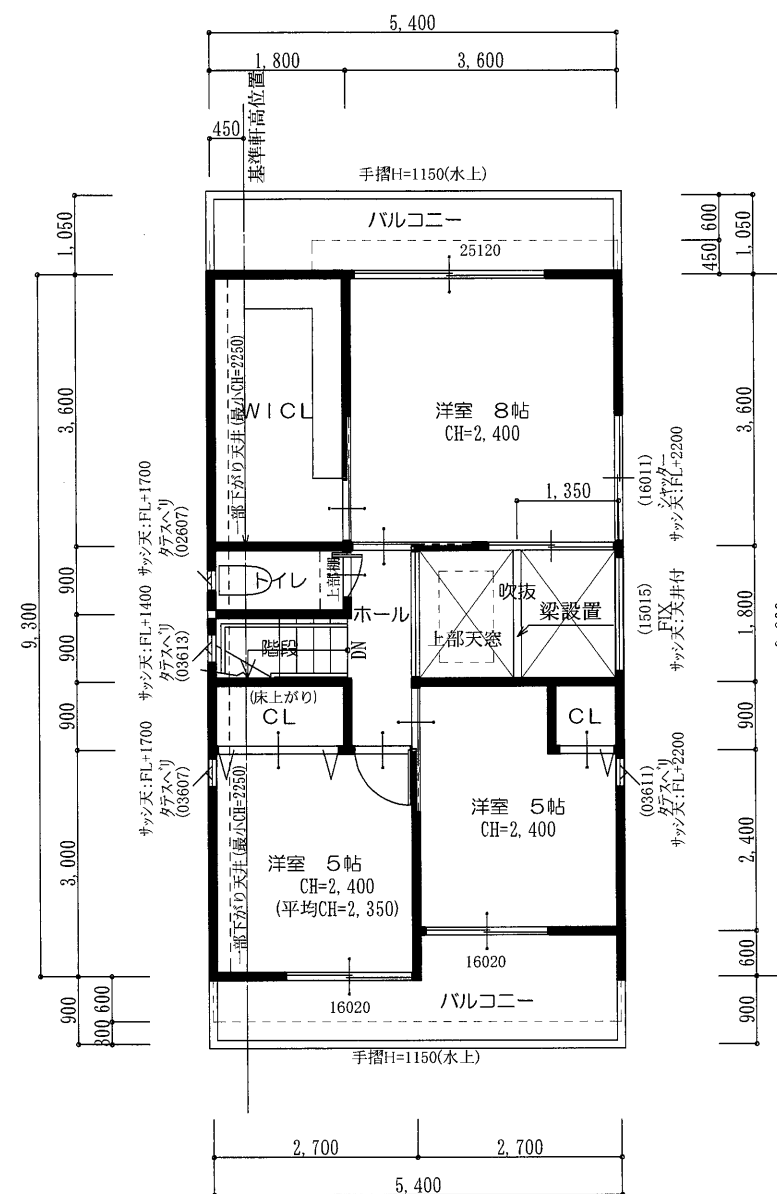 5,400
1,800
3,600
450
基準軒高位置
手摺H=1150(水上)
バルコニー
25120
1,050
450
600
1,050
9,300
3,600
900
900
900
3,000
900
300
600
WICL
一部下がり天井(最小CH=2250)
洋室 8帖
CH=2,400
1,350
3,600
1,800
900
2,400
600
900
サッシ天:FL+1700
タテスベリ
(02607)
サッシ天:FL+1400
タテスベリ
(03613)
サッシ天:FL+1700
タテスベリ
(03607)
(16011)
シャッター
サッシ天:FL+2200
(15015)
FIX
サッシ天:天井付
(03611)
タテスベリ
サッシ天:FL+2200
トイレ
上部棚
ホール
吹抜
梁設置
上部天窓
階段
DN
(床上がり)
CL
CL
洋室 5帖
CH=2,400
洋室 5帖
CH=2,400
(平均CH=2,350)
一部下がり天井(最小CH=2250)
16020
16020
バルコニー
手摺H=1150(水上)
2,700
2,700
5,400